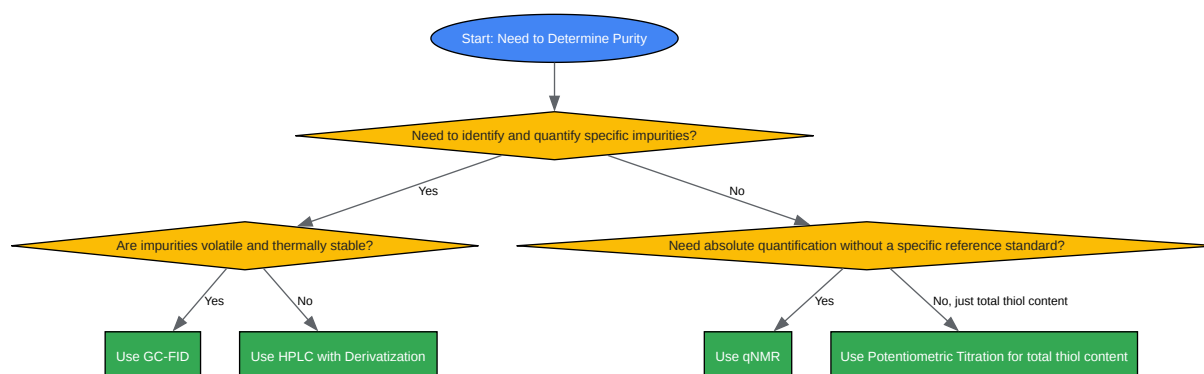 Start: Need to Determine Purity
Need to identify and quantify specific impurities?
Yes
No
Are impurities volatile and thermally stable?
Need absolute quantification without a specific reference standard?
Yes
No
Yes
No, just total thiol content
Use GC-FID
Use HPLC with Derivatization
Use qNMR
Use Potentiometric Titration for total thiol content